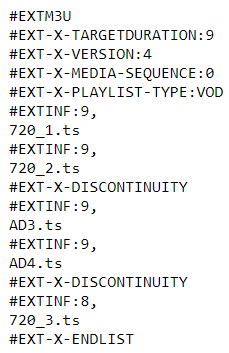 #EXTM3U
#EXT-X-TARGETDURATION:9
#EXT-X-VERSION:4
#EXT-X-MEDIA-SEQUENCE:0
#EXT-X-PLAYLIST-TYPE:VOD
#EXTINF:9,
720_1.ts
#EXTINF:9,
720_2.ts
#EXT-X-DISCONTINUITY
#EXTINF:9,
AD3.ts
#EXTINF:9,
AD4.ts
#EXT-X-DISCONTINUITY
#EXTINF:8,
720_3.ts
#EXT-X-ENDLIST